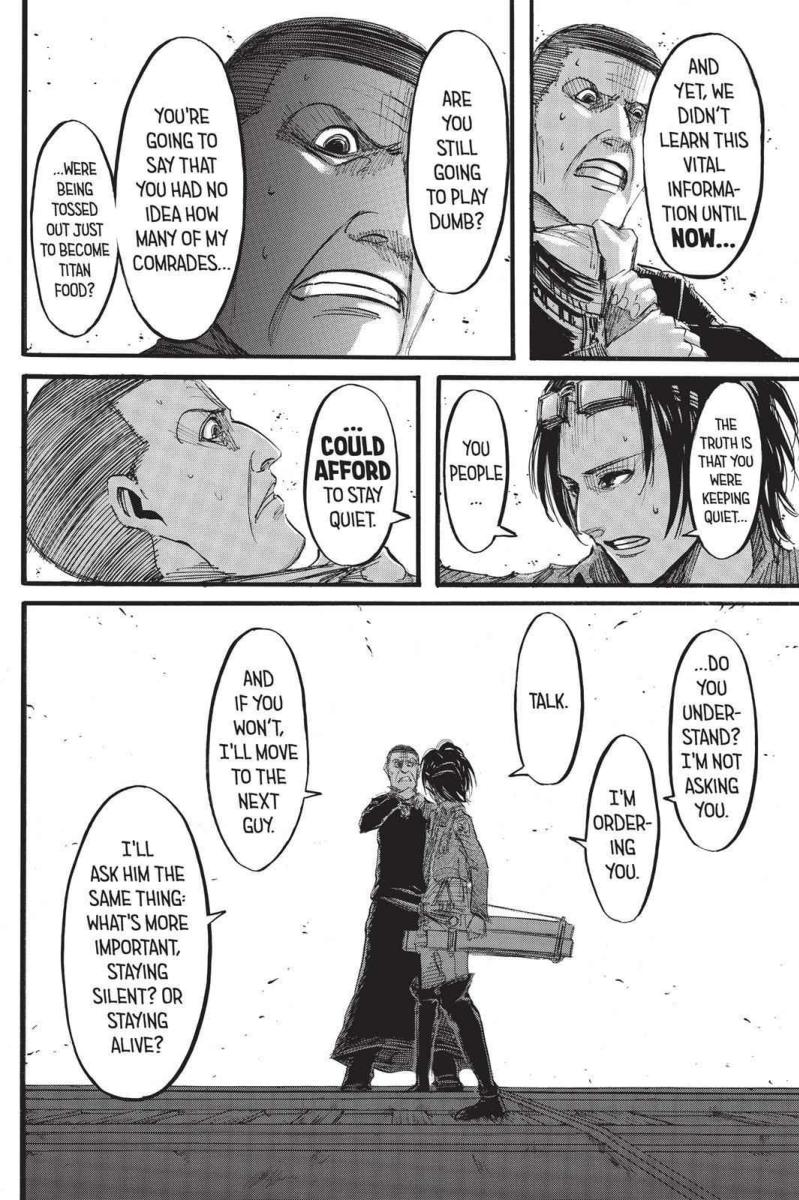 AND
YET, WE
DIDN'T
LEARN THIS
VITAL
INFORMA-
TION UNTIL
NOW...
ARE
YOU
STILL
GOING
TO PLAY
DUMB?
YOU'RE
GOING TO
SAY THAT
YOU HAD NO
IDEA HOW
MANY OF MY
COMRADES...
...WERE
BEING
TOSSED
OUT JUST
TO BECOME
TITAN
FOOD?
THE
TRUTH IS
THAT YOU
WERE
KEEPING
QUIET...
YOU
PEOPLE
...
...
COULD
AFFORD
TO STAY
QUIET.
...DO
YOU
UNDER-
STAND?
I'M NOT
ASKING
YOU.
I'M
ORDER-
ING
YOU.
TALK.
AND
IF YOU
WON'T,
I'LL MOVE
TO THE
NEXT
GUY.
I'LL
ASK HIM THE
SAME THING:
WHAT'S MORE
IMPORTANT,
STAYING
SILENT? OR
STAYING
ALIVE?